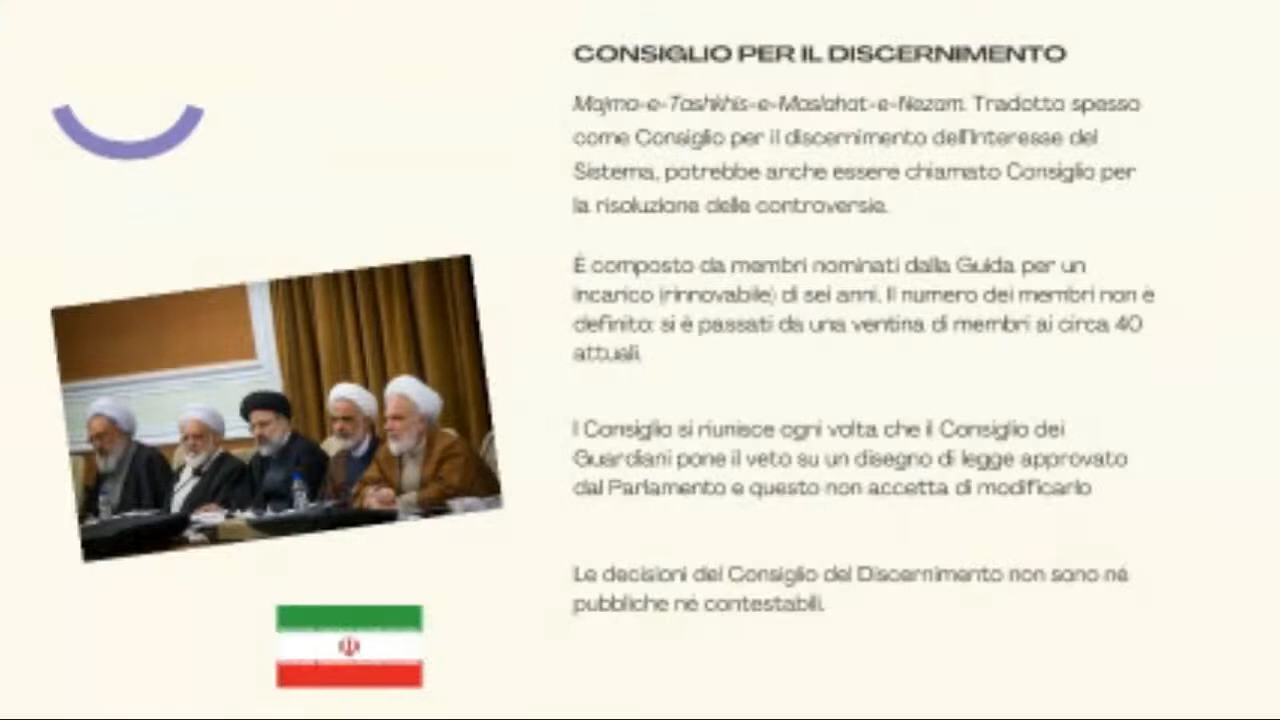 CONSIGLIO PER IL DISCERNIMENTO
Majma-e-Tashkhis-e-Maslahat-e-Nezam. Tradotto spesso
come Consiglio per il discernimento dell'Interesse del
Sistema, potrebbe anche essere chiamato Consiglio per
la risoluzione delle controversie.
È composto da membri nominati dalla Guida per un
incarico (rinnovabile) di sei anni. Il numero dei membri non è
definito: si è passati da una ventina di membri ai circa 40
attuali.
I Consiglio si riunisce ogni volta che il Consiglio dei
Guardiani pone il veto su un disegno di legge approvato
dal Parlamento e questo non accetta di modificarlo
Le decisioni del Consiglio del Discernimento non sono né
pubbliche né contestabili.